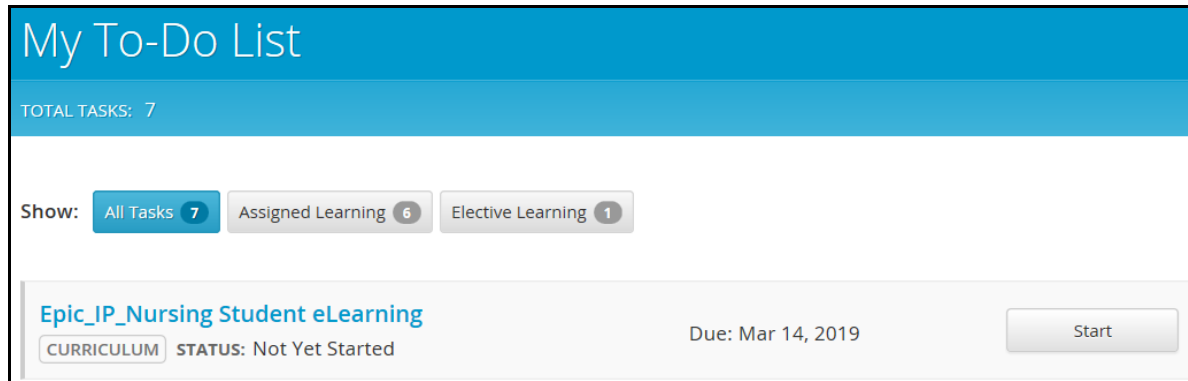 My To-Do List
TOTAL TASKS: 7
Show: All Tasks 7 Assigned Learning 6 Elective Learning 1
Epic_IP_Nursing Student eLearning
CURRICULUM STATUS: Not Yet Started
Due: Mar 14, 2019
Start